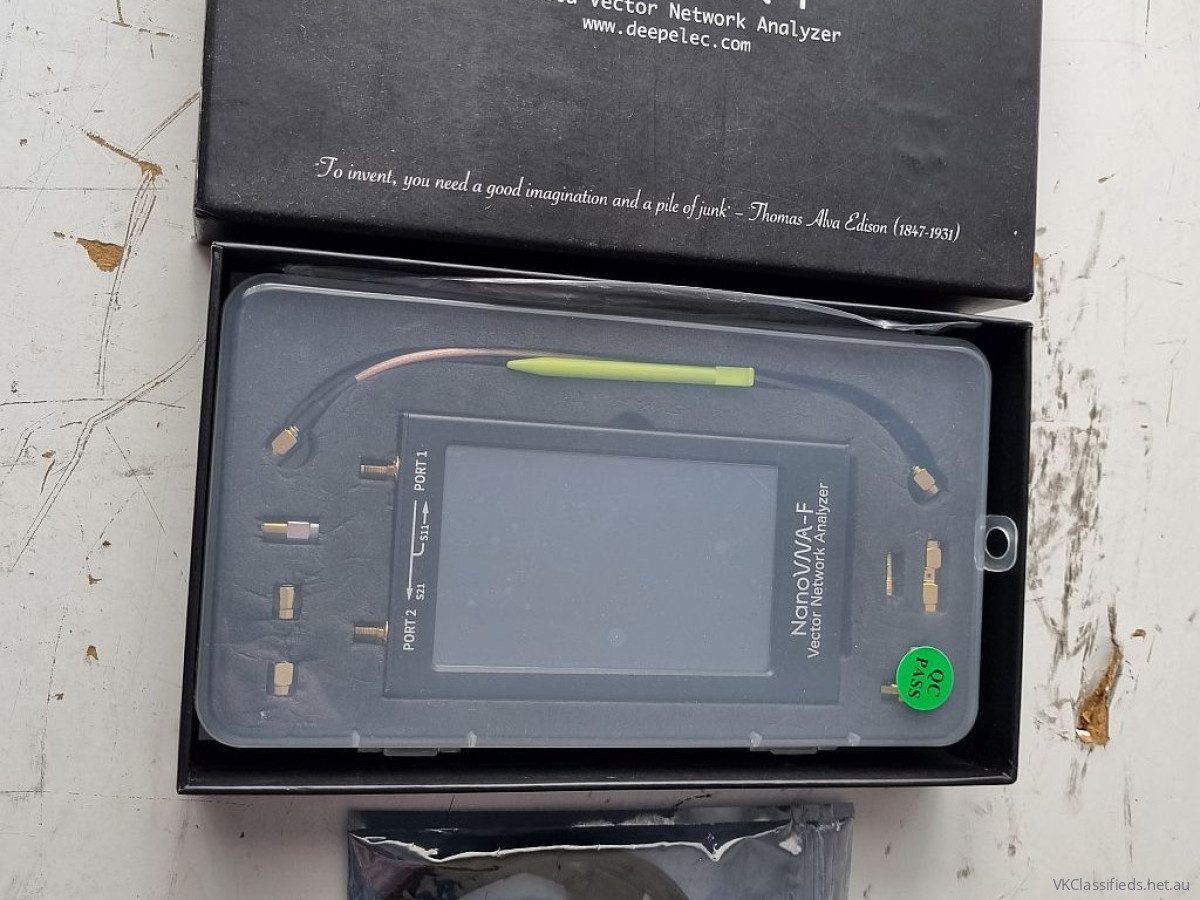 Vector Network Analyzer
www.deepelec.com
"To invent, you need a good imagination and a pile of junk" – Thomas Alva Edison (1847-1931)
PORT 1
S11
S21
PORT 2
NanoVNA-F
Vector Network Analyzer
QC
PASS
VKClassifieds.net.au